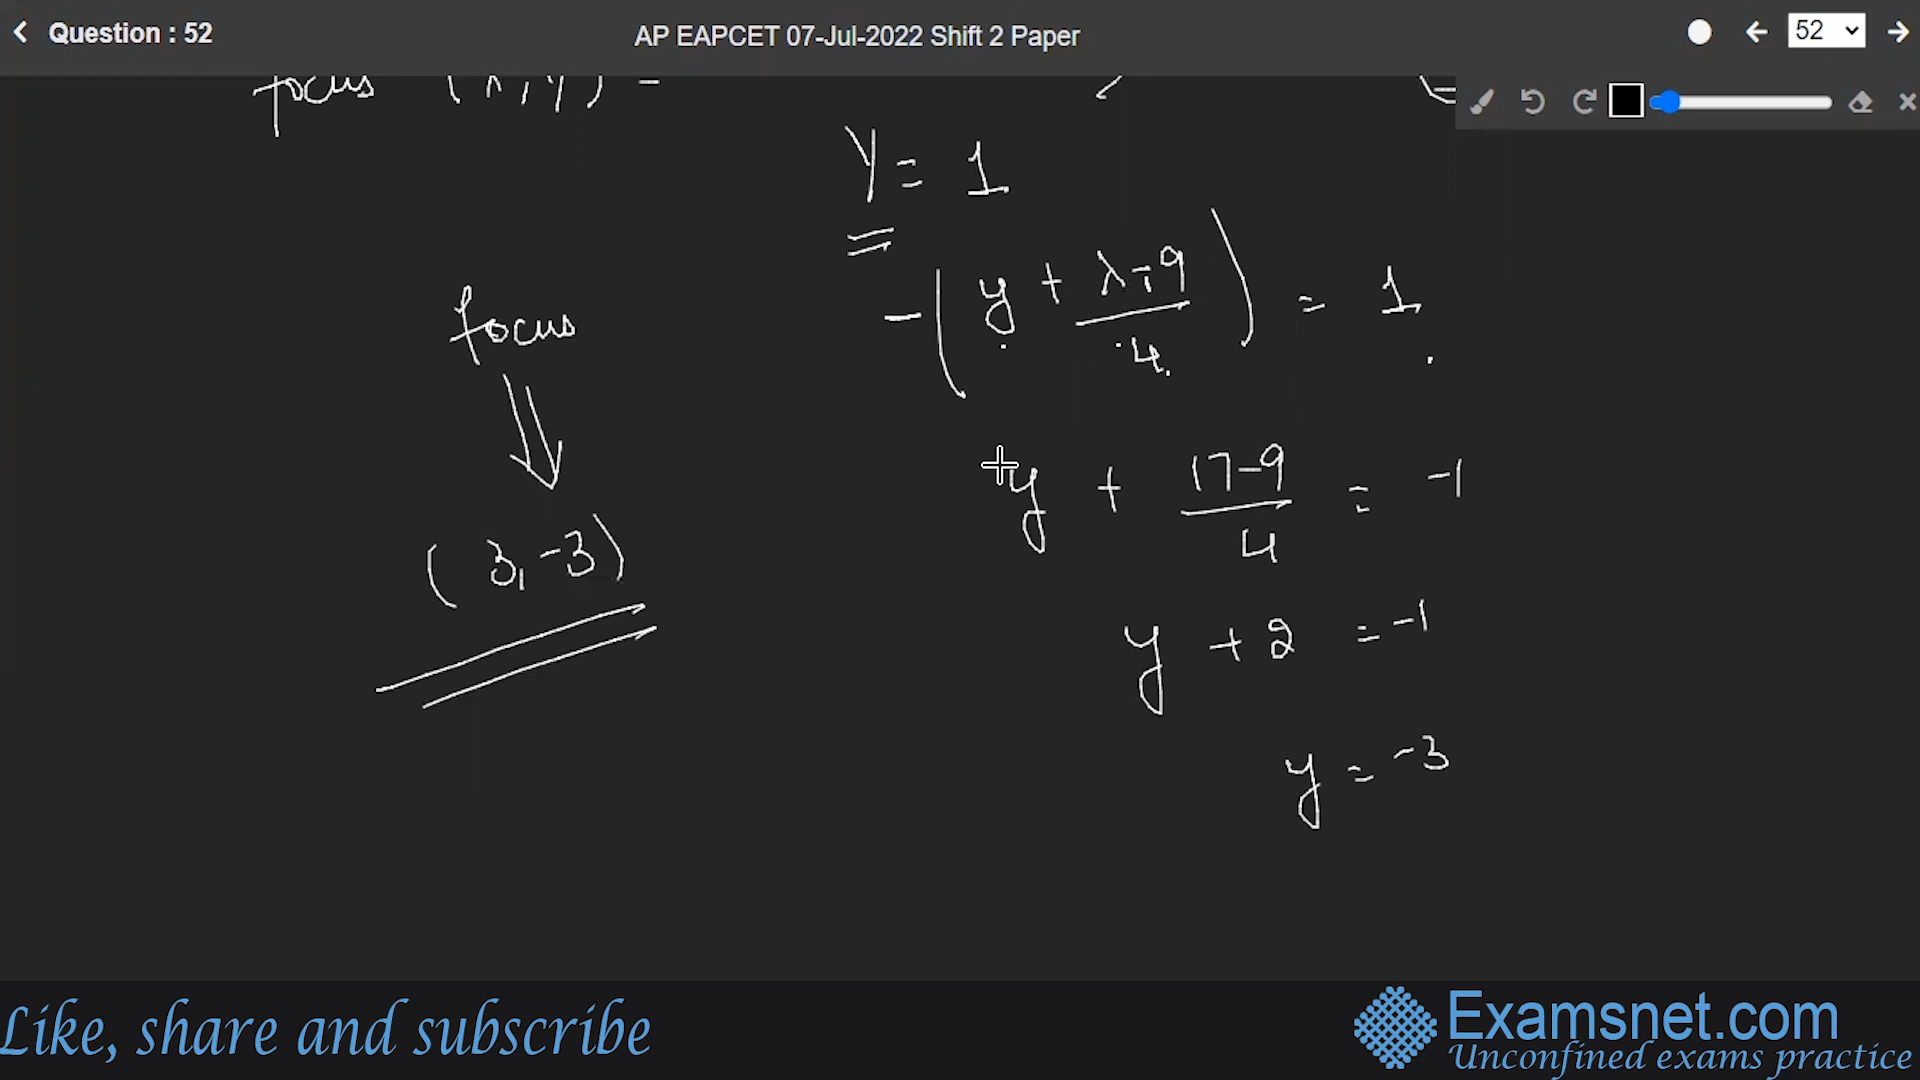 Question : 52
AP EAPCET 07-Jul-2022 Shift 2 Paper
52
focus (x, y) =
Y = 1
-(y + λ-9/4) = 1
focus
y + 17-9/4 = -1
(3, -3)
y + 2 = -1
y = -3
Like, share and subscribe
Examsnet.com
Unconfined exams practice